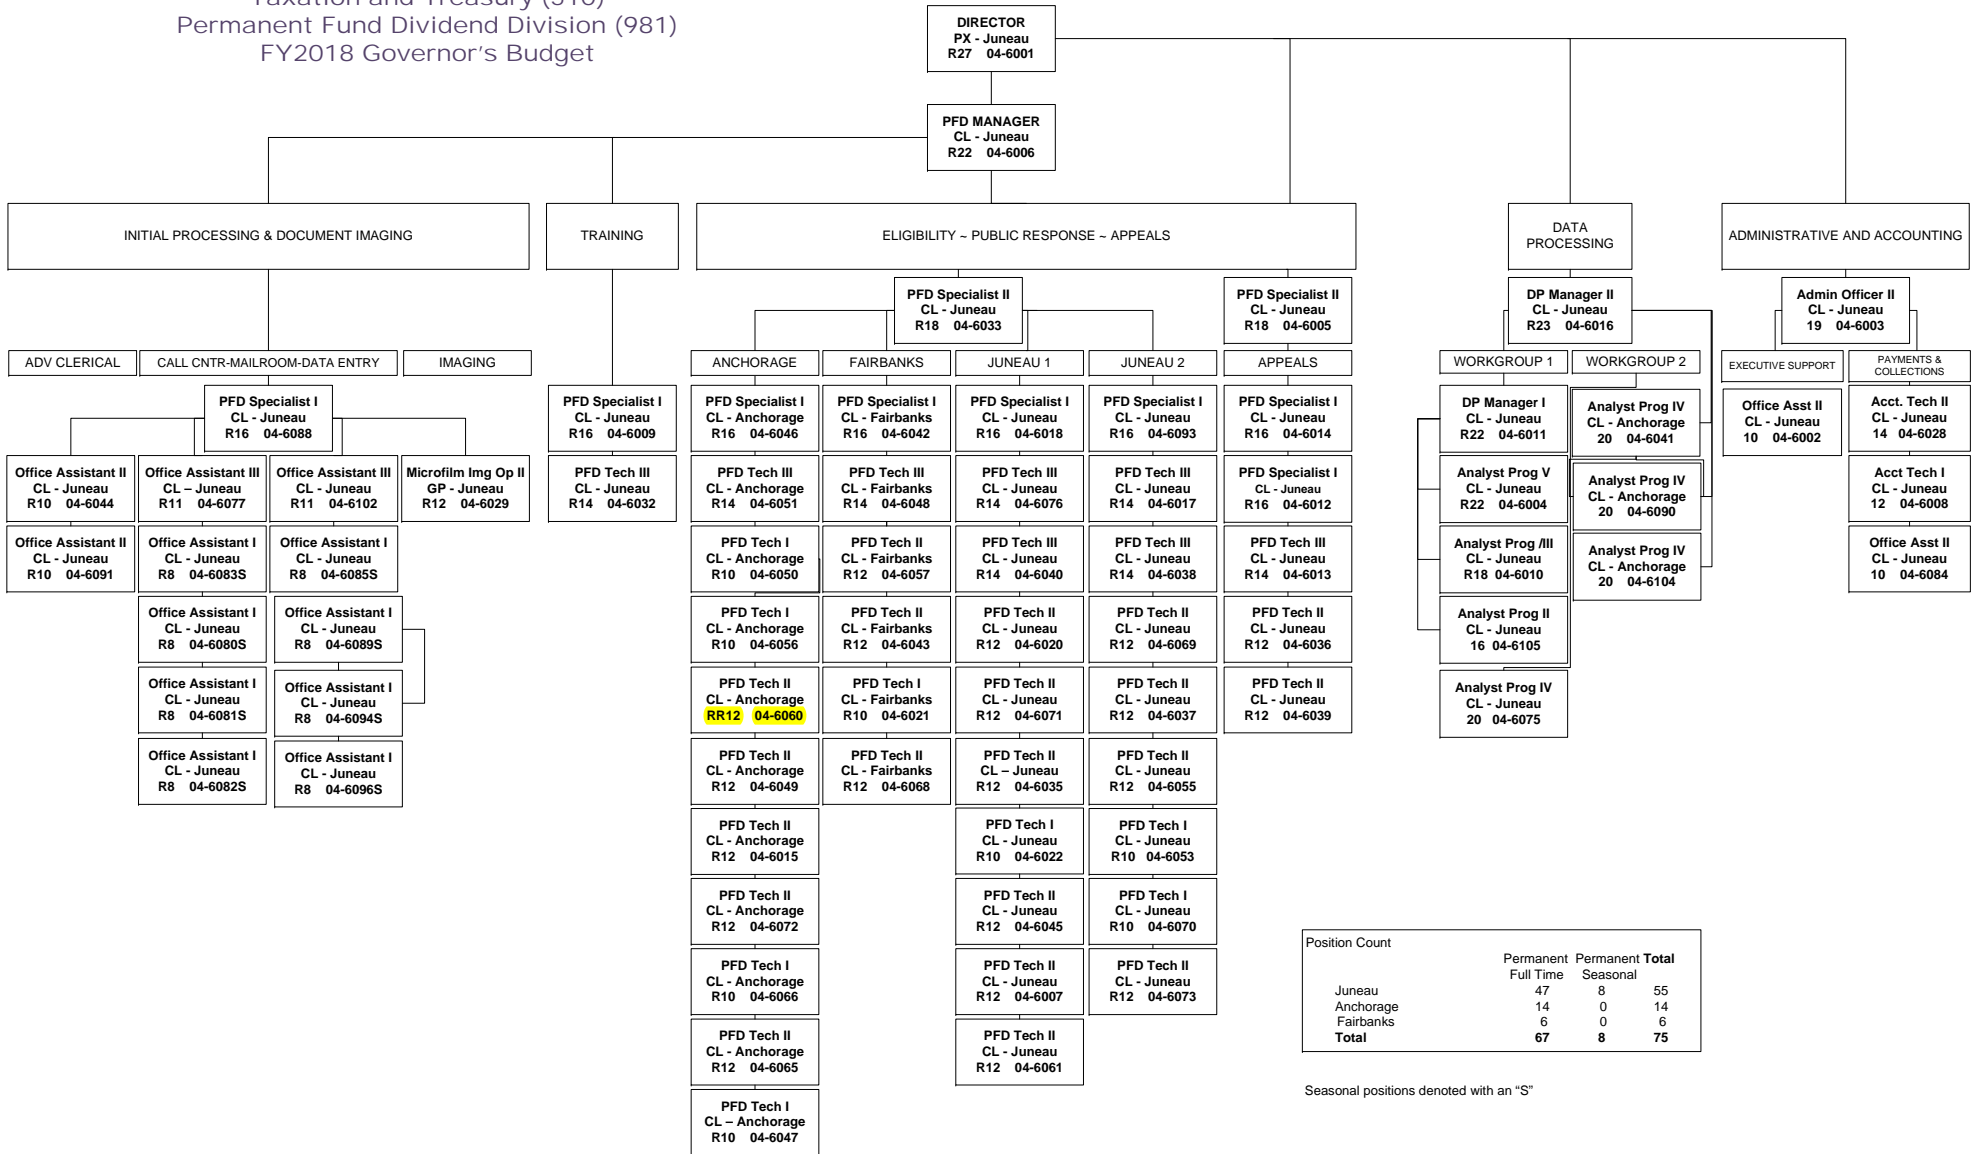 Taxation and Treasury (510)
Permanent Fund Dividend Division (981)
FY2018 Governor's Budget
DIRECTOR
PX - Juneau
R27 04-6001
PFD MANAGER
CL - Juneau
R22 04-6006
INITIAL PROCESSING & DOCUMENT IMAGING
TRAINING
ELIGIBILITY ~ PUBLIC RESPONSE ~ APPEALS
DATA
PROCESSING
ADMINISTRATIVE AND ACCOUNTING
ADV CLERICAL
CALL CNTR-MAILROOM-DATA ENTRY
IMAGING
PFD Specialist I
CL - Juneau
R16 04-6088
Office Assistant II
CL - Juneau
R10 04-6044
Office Assistant II
CL - Juneau
R10 04-6091
Office Assistant III
CL – Juneau
R11 04-6077
Office Assistant I
CL - Juneau
R8 04-6083S
Office Assistant I
CL - Juneau
R8 04-6080S
Office Assistant I
CL - Juneau
R8 04-6081S
Office Assistant I
CL - Juneau
R8 04-6082S
Office Assistant III
CL - Juneau
R11 04-6102
Office Assistant I
CL - Juneau
R8 04-6085S
Office Assistant I
CL - Juneau
R8 04-6089S
Office Assistant I
CL - Juneau
R8 04-6094S
Office Assistant I
CL - Juneau
R8 04-6096S
Microfilm Img Op II
GP - Juneau
R12 04-6029
PFD Specialist I
CL - Juneau
R16 04-6009
PFD Tech III
CL - Juneau
R14 04-6032
PFD Specialist II
CL - Juneau
R18 04-6033
ANCHORAGE
PFD Specialist I
CL - Anchorage
R16 04-6046
PFD Tech III
CL - Anchorage
R14 04-6051
PFD Tech I
CL - Anchorage
R10 04-6050
PFD Tech I
CL - Anchorage
R10 04-6056
PFD Tech II
CL - Anchorage
RR12 04-6060
PFD Tech II
CL - Anchorage
R12 04-6049
PFD Tech II
CL - Anchorage
R12 04-6015
PFD Tech II
CL - Anchorage
R12 04-6072
PFD Tech I
CL - Anchorage
R10 04-6066
PFD Tech II
CL - Anchorage
R12 04-6065
PFD Tech I
CL – Anchorage
R10 04-6047
FAIRBANKS
PFD Specialist I
CL - Fairbanks
R16 04-6042
PFD Tech III
CL - Fairbanks
R14 04-6048
PFD Tech II
CL - Fairbanks
R12 04-6057
PFD Tech II
CL - Fairbanks
R12 04-6043
PFD Tech I
CL - Fairbanks
R10 04-6021
PFD Tech II
CL - Fairbanks
R12 04-6068
JUNEAU 1
PFD Specialist I
CL - Juneau
R16 04-6018
PFD Tech III
CL - Juneau
R14 04-6076
PFD Tech III
CL - Juneau
R14 04-6040
PFD Tech II
CL - Juneau
R12 04-6020
PFD Tech II
CL - Juneau
R12 04-6071
PFD Tech II
CL – Juneau
R12 04-6035
PFD Tech I
CL - Juneau
R10 04-6022
PFD Tech II
CL - Juneau
R12 04-6045
PFD Tech II
CL - Juneau
R12 04-6007
PFD Tech II
CL - Juneau
R12 04-6061
JUNEAU 2
PFD Specialist I
CL - Juneau
R16 04-6093
PFD Tech III
CL - Juneau
R14 04-6017
PFD Tech III
CL - Juneau
R14 04-6038
PFD Tech II
CL - Juneau
R12 04-6069
PFD Tech II
CL - Juneau
R12 04-6037
PFD Tech II
CL - Juneau
R12 04-6055
PFD Tech I
CL - Juneau
R10 04-6053
PFD Tech I
CL - Juneau
R10 04-6070
PFD Tech II
CL - Juneau
R12 04-6073
PFD Specialist II
CL - Juneau
R18 04-6005
APPEALS
PFD Specialist I
CL - Juneau
R16 04-6014
PFD Specialist I
CL - Juneau
R16 04-6012
PFD Tech III
CL - Juneau
R14 04-6013
PFD Tech II
CL - Juneau
R12 04-6036
PFD Tech II
CL - Juneau
R12 04-6039
DP Manager II
CL - Juneau
R23 04-6016
WORKGROUP 1
DP Manager I
CL - Juneau
R22 04-6011
Analyst Prog V
CL - Juneau
R22 04-6004
Analyst Prog /III
CL - Juneau
R18 04-6010
Analyst Prog II
CL - Juneau
16 04-6105
Analyst Prog IV
CL - Juneau
20 04-6075
WORKGROUP 2
Analyst Prog IV
CL - Anchorage
20 04-6041
Analyst Prog IV
CL - Anchorage
20 04-6090
Analyst Prog IV
CL - Anchorage
20 04-6104
Admin Officer II
CL - Juneau
19 04-6003
EXECUTIVE SUPPORT
Office Asst II
CL - Juneau
10 04-6002
PAYMENTS &
COLLECTIONS
Acct. Tech II
CL - Juneau
14 04-6028
Acct Tech I
CL - Juneau
12 04-6008
Office Asst II
CL - Juneau
10 04-6084
Position Count
Permanent Permanent Total
Full Time Seasonal
Juneau 47 8 55
Anchorage 14 0 14
Fairbanks 6 0 6
Total 67 8 75
Seasonal positions denoted with an “S”